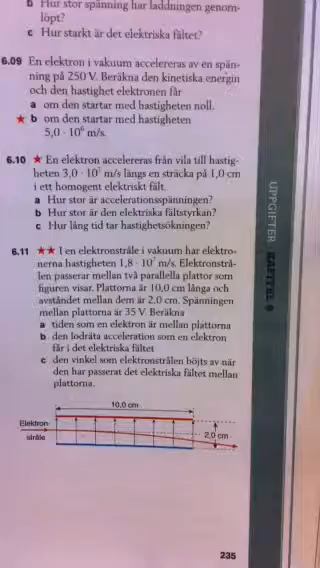 b Hur stor spänning har laddningen genom-
löpt?
c Hur starkt är det elektriska fältet?
6.09 En elektron i vakuum accelereras av en spän-
ning på 250 V. Beräkna den kinetiska energin
och den hastighet elektronen får
a om den startar med hastigheten noll.
★ b om den startar med hastigheten
5,0 · 10⁶ m/s.
6.10 ★ En elektron accelereras från vila till hastig-
heten 3,0 · 10⁷ m/s längs en sträcka på 1,0 cm
i ett homogent elektriskt fält.
a Hur stor är accelerationsspänningen?
b Hur stor är den elektriska fältstyrkan?
c Hur lång tid tar hastighetsökningen?
6.11 ★★ I en elektronstråle i vakuum har elektro-
nerna hastigheten 1,8 · 10⁷ m/s. Elektronstrå-
len passerar mellan två parallella plattor som
figuren visar. Plattorna är 10,0 cm långa och
avståndet mellan dem är 2,0 cm. Spänningen
mellan plattorna är 35 V. Beräkna
a tiden som en elektron är mellan plattorna
b den lodräta acceleration som en elektron
får i det elektriska fältet
c den vinkel som elektronstrålen böjts av när
den har passerat det elektriska fältet mellan
plattorna.
10,0 cm
Elektron-
stråle
2,0 cm
235
UPPGIFTER KAPITEL 6